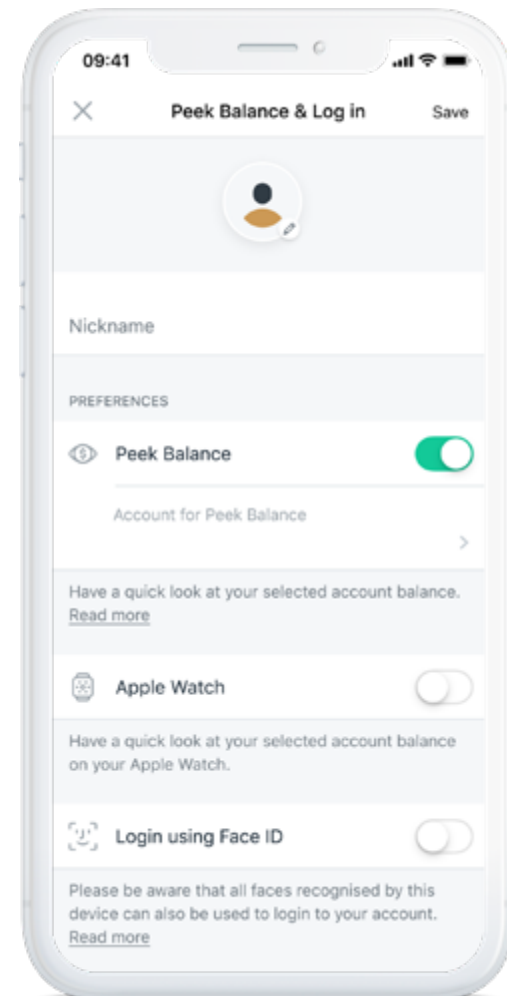 09:41
Peek Balance & Log in
Save
Nickname
PREFERENCES
Peek Balance
Account for Peek Balance
Have a quick look at your selected account balance.
Read more
Apple Watch
Have a quick look at your selected account balance
on your Apple Watch.
Login using Face ID
Please be aware that all faces recognised by this
device can also be used to login to your account.
Read more